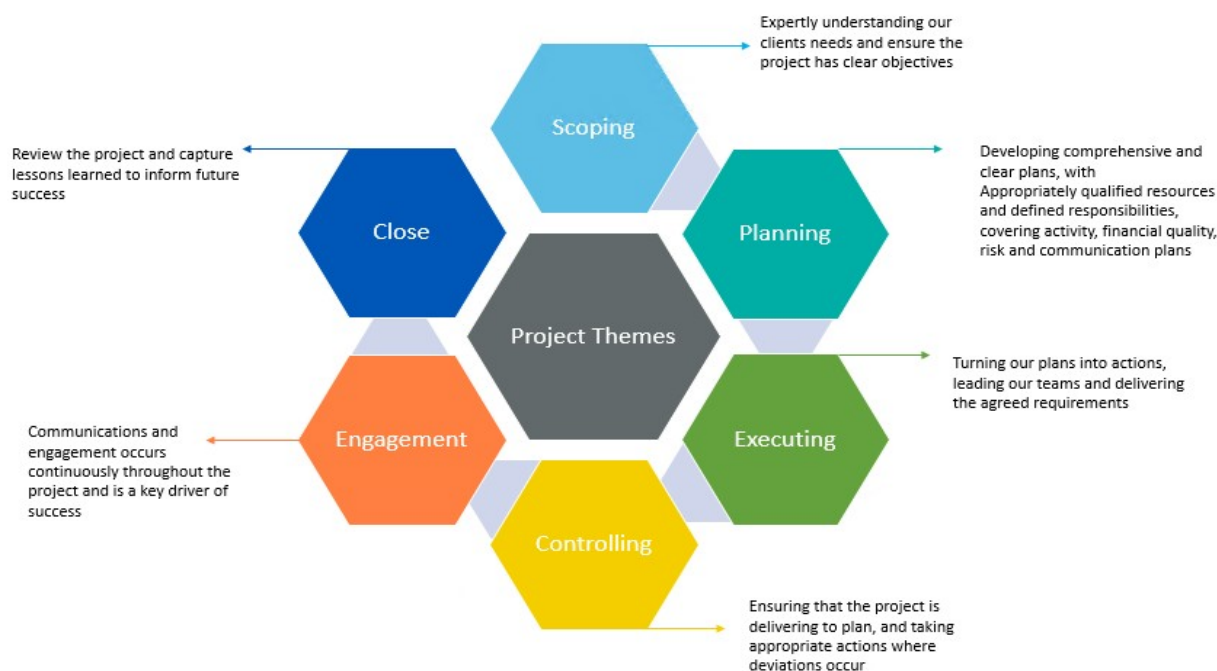 Expertly understanding our
clients needs and ensure the
project has clear objectives
Scoping
Review the project and capture
lessons learned to inform future
success
Close
Planning
Developing comprehensive and
clear plans, with
Appropriately qualified resources
and defined responsibilities,
covering activity, financial quality,
risk and communication plans
Project Themes
Turning our plans into actions,
leading our teams and delivering
the agreed requirements
Communications and
engagement occurs
continuously throughout the
project and is a key driver of
success
Engagement
Executing
Controlling
Ensuring that the project is
delivering to plan, and taking
appropriate actions where
deviations occur